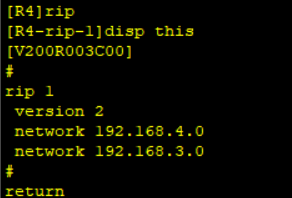 [R4]rip
[R4-rip-1]disp this
[V200R003C00]
#
rip 1
 version 2
 network 192.168.4.0
 network 192.168.3.0
#
return